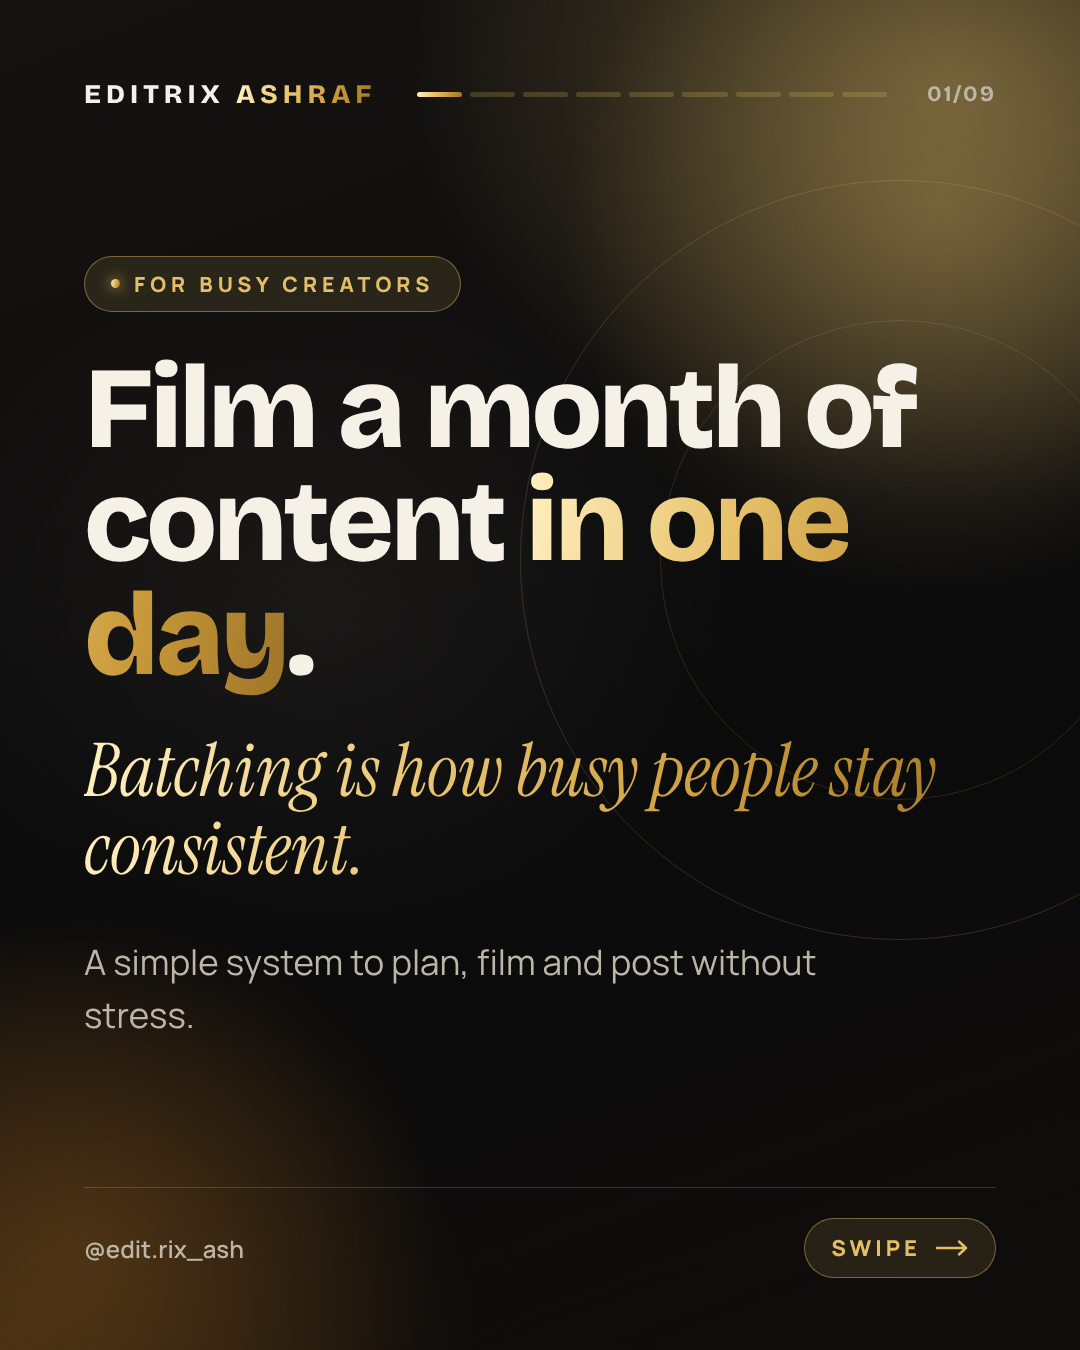 EDITRIX ASHRAF
01/09
FOR BUSY CREATORS
Film a month of
content in one
day.
Batching is how busy people stay
consistent.
A simple system to plan, film and post without
stress.
@edit.rix_ash
SWIPE →